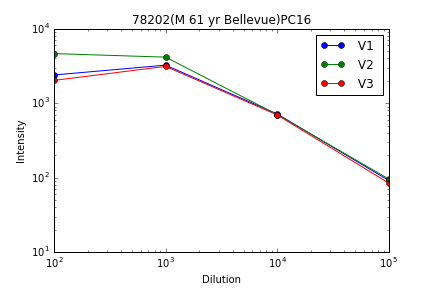 78202(M 61 yr Bellevue)PC16
10^4
10^3
10^2
10^1
Intensity
V1
V2
V3
10^2 10^3 10^4 10^5
Dilution